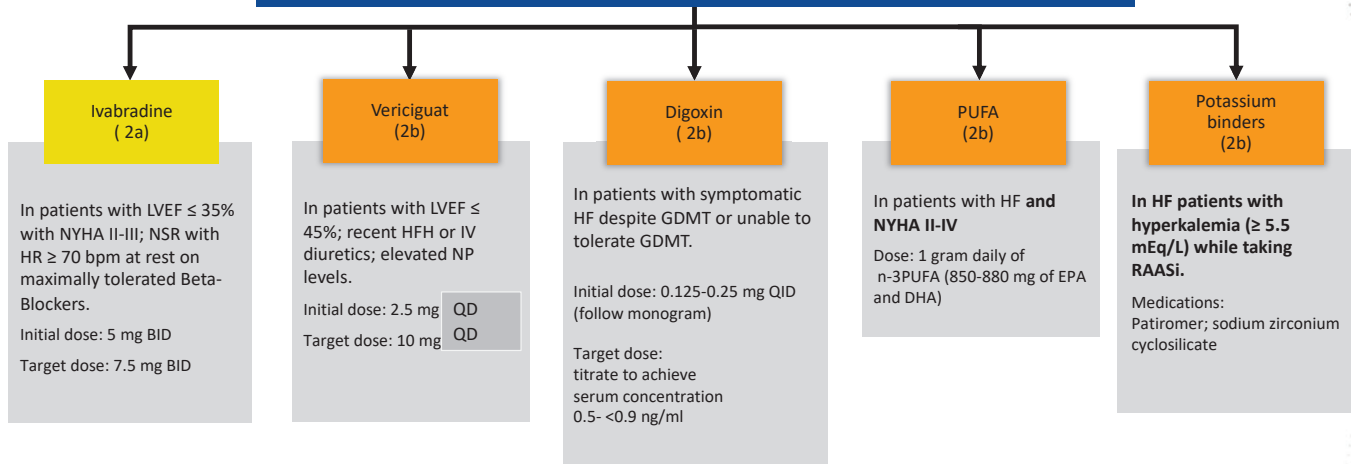 Ivabradine
( 2a)
In patients with LVEF ≤ 35%
with NYHA II-III; NSR with
HR ≥ 70 bpm at rest on
maximally tolerated Beta-
Blockers.
Initial dose: 5 mg BID
Target dose: 7.5 mg BID
Vericiguat
(2b)
In patients with LVEF ≤
45%; recent HFH or IV
diuretics; elevated NP
levels.
Initial dose: 2.5 mg QD
Target dose: 10 mg QD
Digoxin
( 2b)
In patients with symptomatic
HF despite GDMT or unable to
tolerate GDMT.
Initial dose: 0.125-0.25 mg QID
(follow monogram)
Target dose:
titrate to achieve
serum concentration
0.5- <0.9 ng/ml
PUFA
(2b)
In patients with HF and
NYHA II-IV
Dose: 1 gram daily of
n-3PUFA (850-880 mg of EPA
and DHA)
Potassium
binders
(2b)
In HF patients with
hyperkalemia (≥ 5.5
mEq/L) while taking
RAASi.
Medications:
Patiromer; sodium zirconium
cyclosilicate